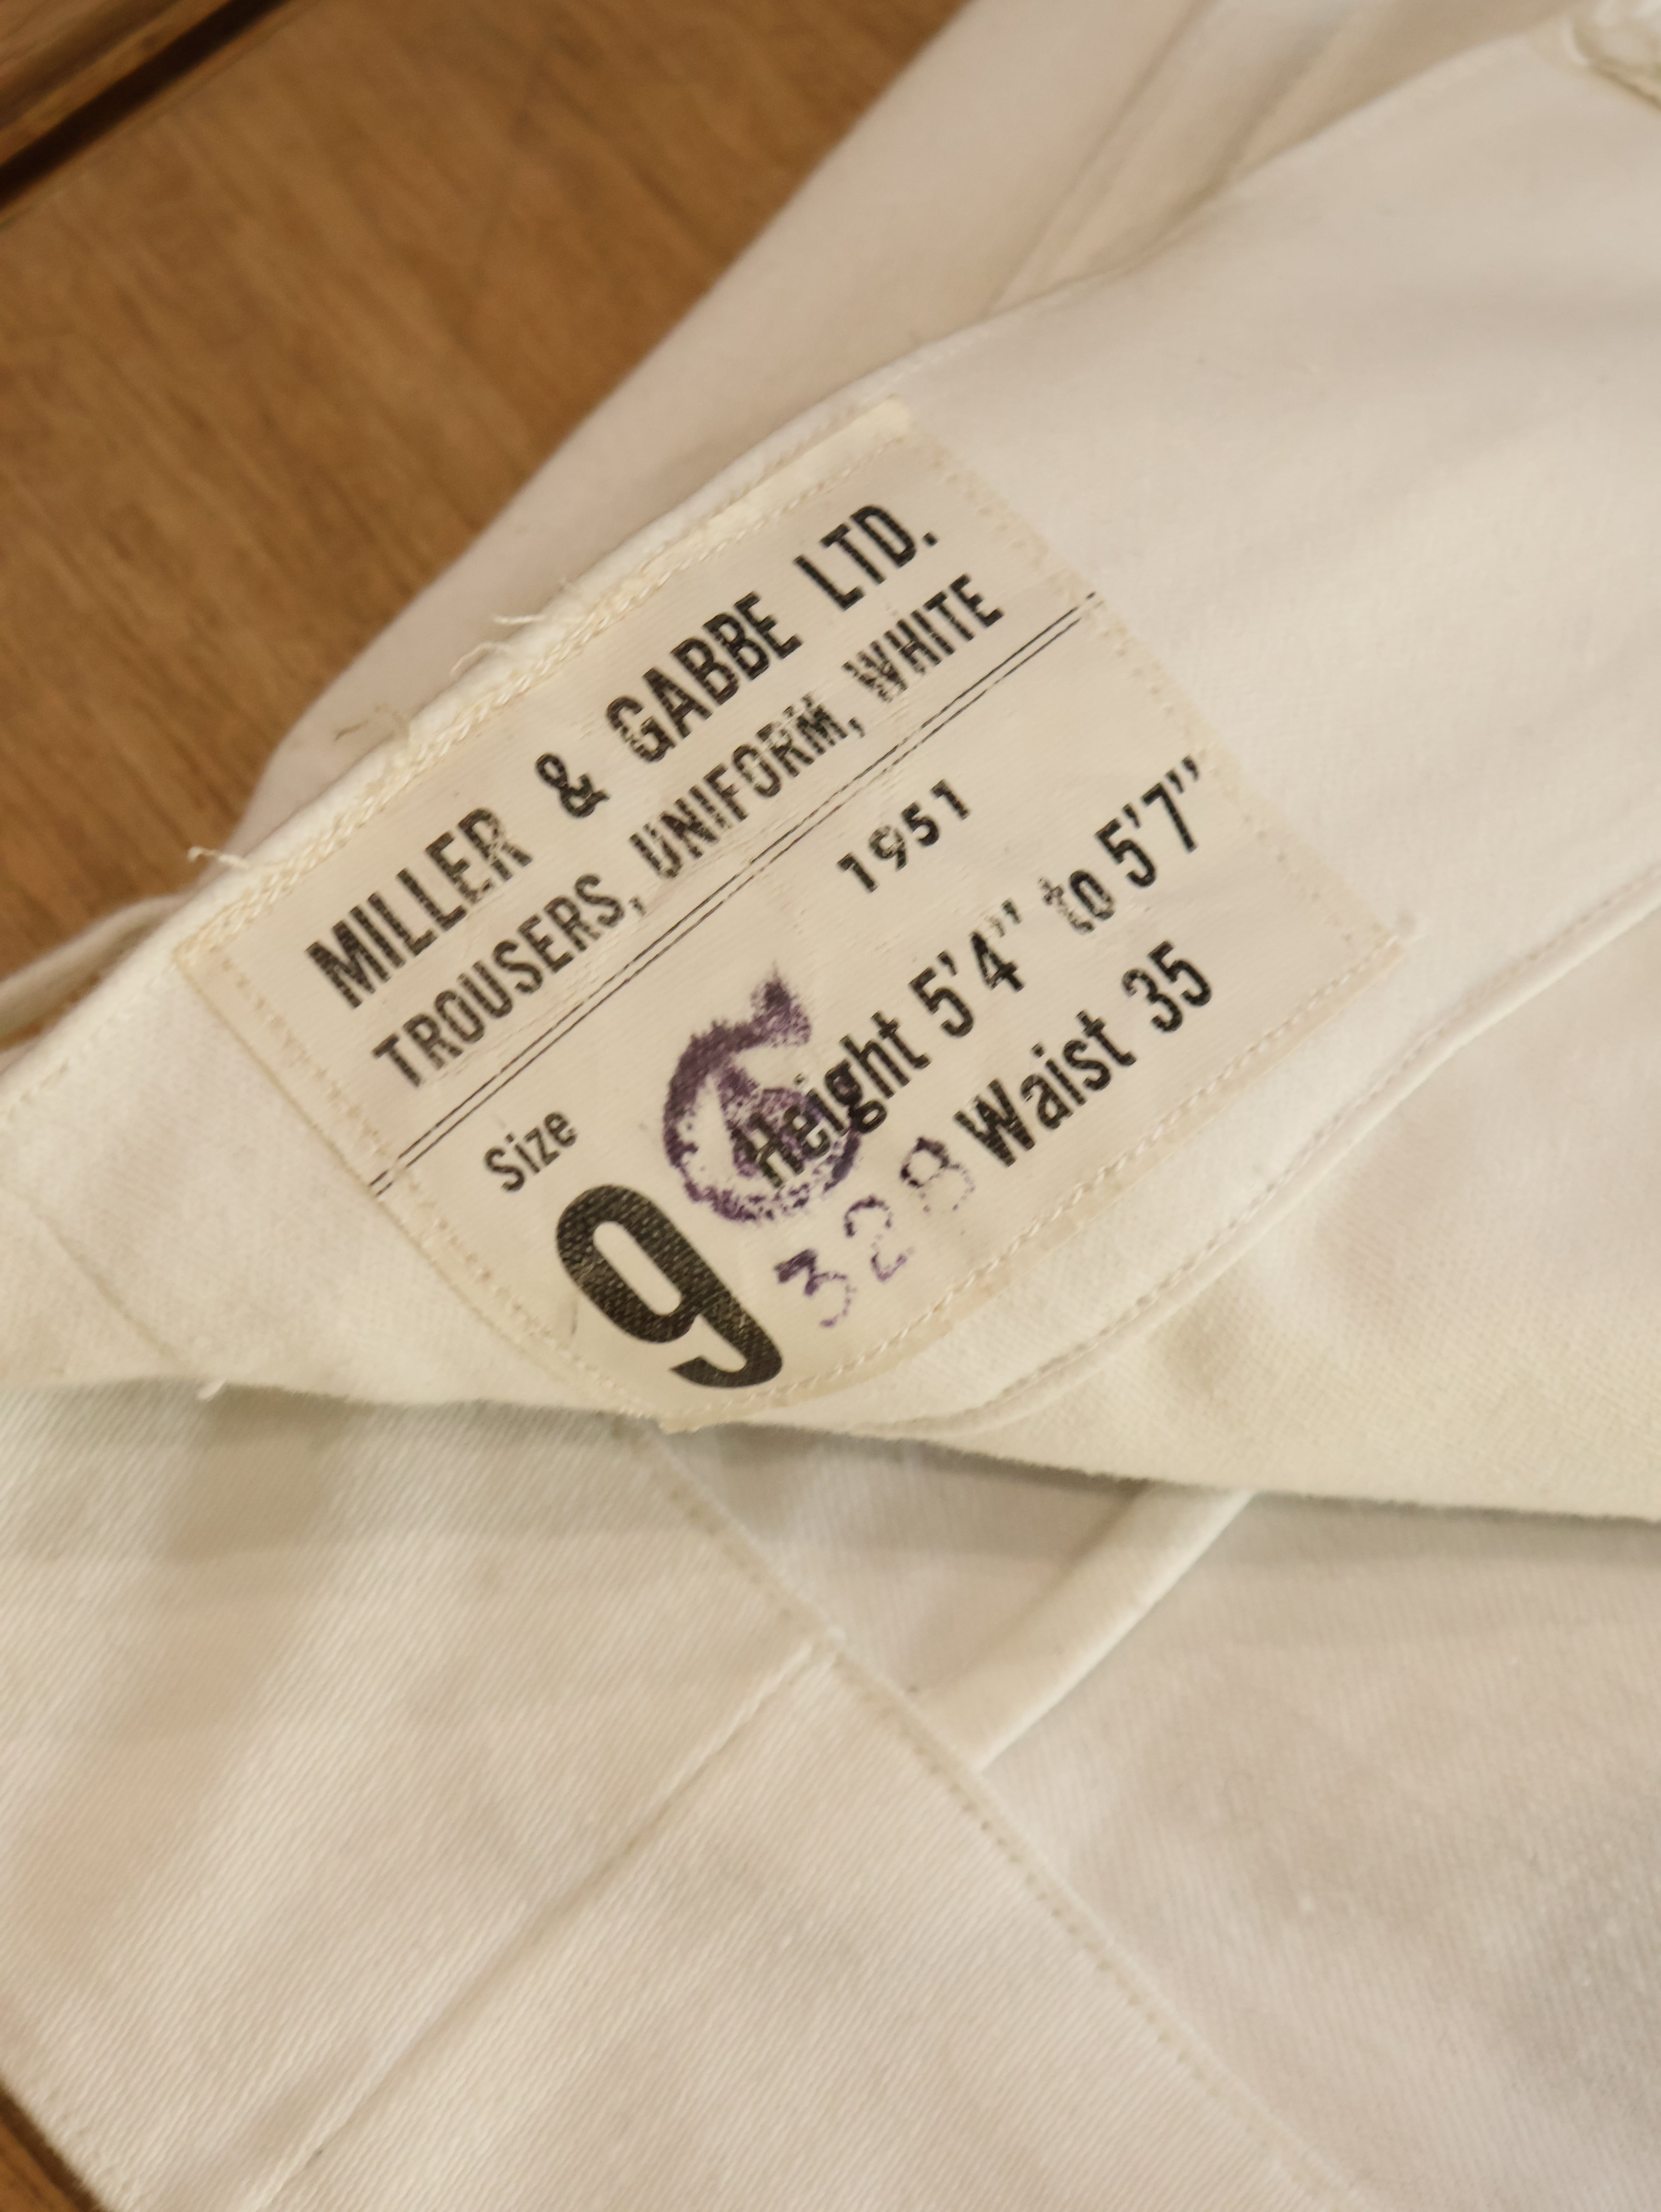 MILLER & GABBE LTD.
TROUSERS, UNIFORM, WHITE
1951
Size
9
Height 5'4" to 5'7"
Waist 35
328